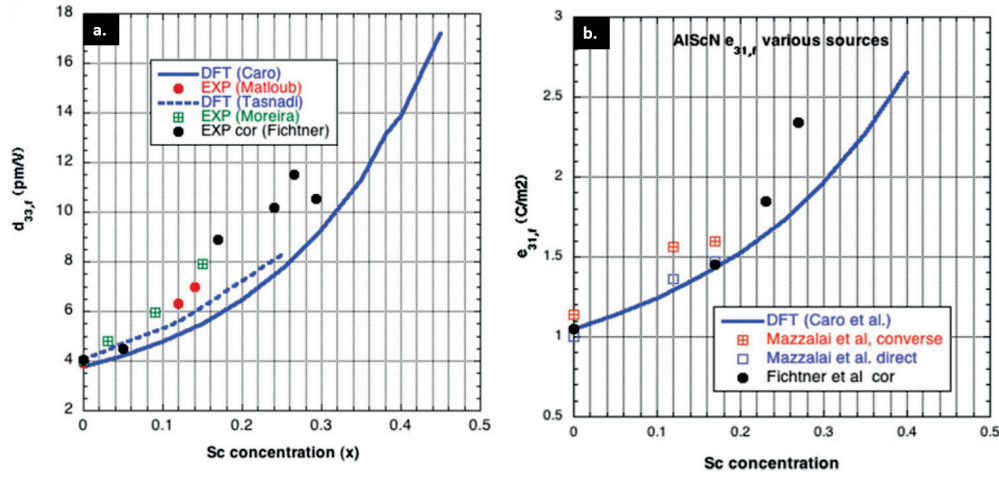 a.
18
16
14
12
10
8
6
4
2
d33,f (pm/V)
DFT (Caro)
EXP (Matloub)
DFT (Tasnadi)
EXP (Moreira)
EXP cor (Fichtner)
0 0.1 0.2 0.3 0.4 0.5
Sc concentration (x)
b.
AlScN e31,f various sources
3
2.5
2
1.5
1
0.5
e31,f (C/m2)
DFT (Caro et al.)
Mazzalai et al, converse
Mazzalai et al. direct
Fichtner et al cor
0 0.1 0.2 0.3 0.4 0.5
Sc concentration